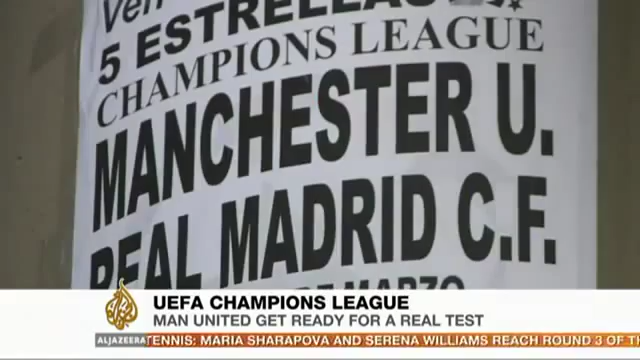 5 ESTRELLAS
CHAMPIONS LEAGUE
MANCHESTER U.
REAL MADRID C.F.
MARZO
UEFA CHAMPIONS LEAGUE
MAN UNITED GET READY FOR A REAL TEST
ALJAZEERA TENNIS: MARIA SHARAPOVA AND SERENA WILLIAMS REACH ROUND 3 OF